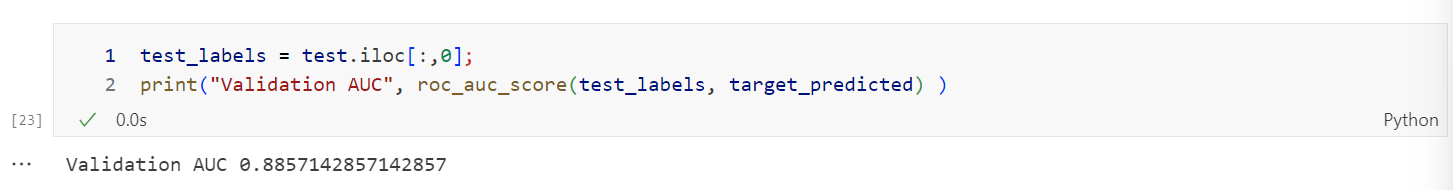 1 test_labels = test.iloc[:,0];
2 print("Validation AUC", roc_auc_score(test_labels, target_predicted) )
[23] 0.0s Python
... Validation AUC 0.8857142857142857